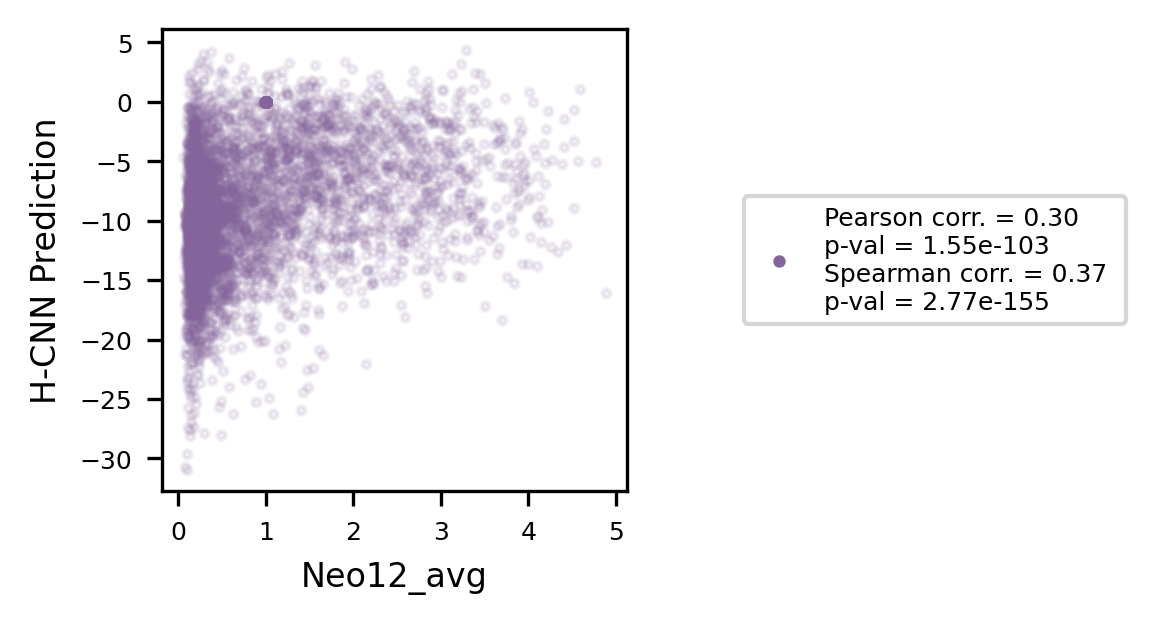 5
0
−5
−10
−15
−20
−25
−30
H-CNN Prediction
0 1 2 3 4 5
Neo12_avg
Pearson corr. = 0.30
p-val = 1.55e-103
Spearman corr. = 0.37
p-val = 2.77e-155